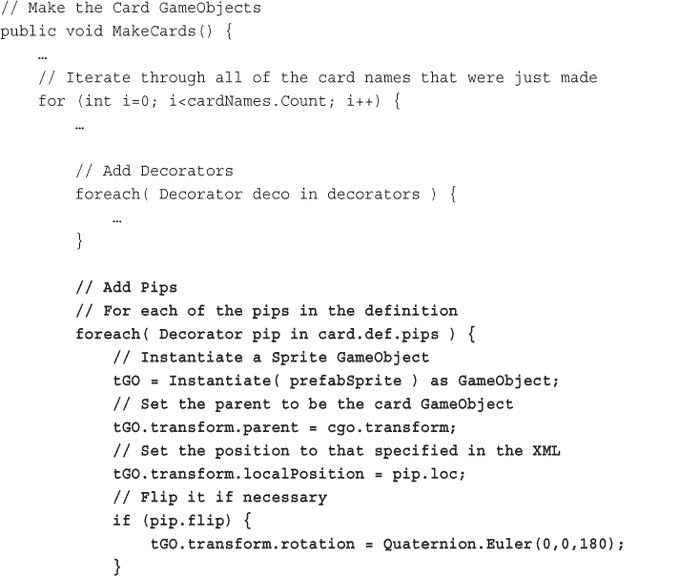 // Make the Card GameObjects
public void MakeCards() {
…
// Iterate through all of the card names that were just made
for (int i=0; i<cardNames.Count; i++) {
…
// Add Decorators
foreach( Decorator deco in decorators ) {
…
}
// Add Pips
// For each of the pips in the definition
foreach( Decorator pip in card.def.pips ) {
// Instantiate a Sprite GameObject
tGO = Instantiate( prefabSprite ) as GameObject;
// Set the parent to be the card GameObject
tGO.transform.parent = cgo.transform;
// Set the position to that specified in the XML
tGO.transform.localPosition = pip.loc;
// Flip it if necessary
if (pip.flip) {
tGO.transform.rotation = Quaternion.Euler(0,0,180);
}